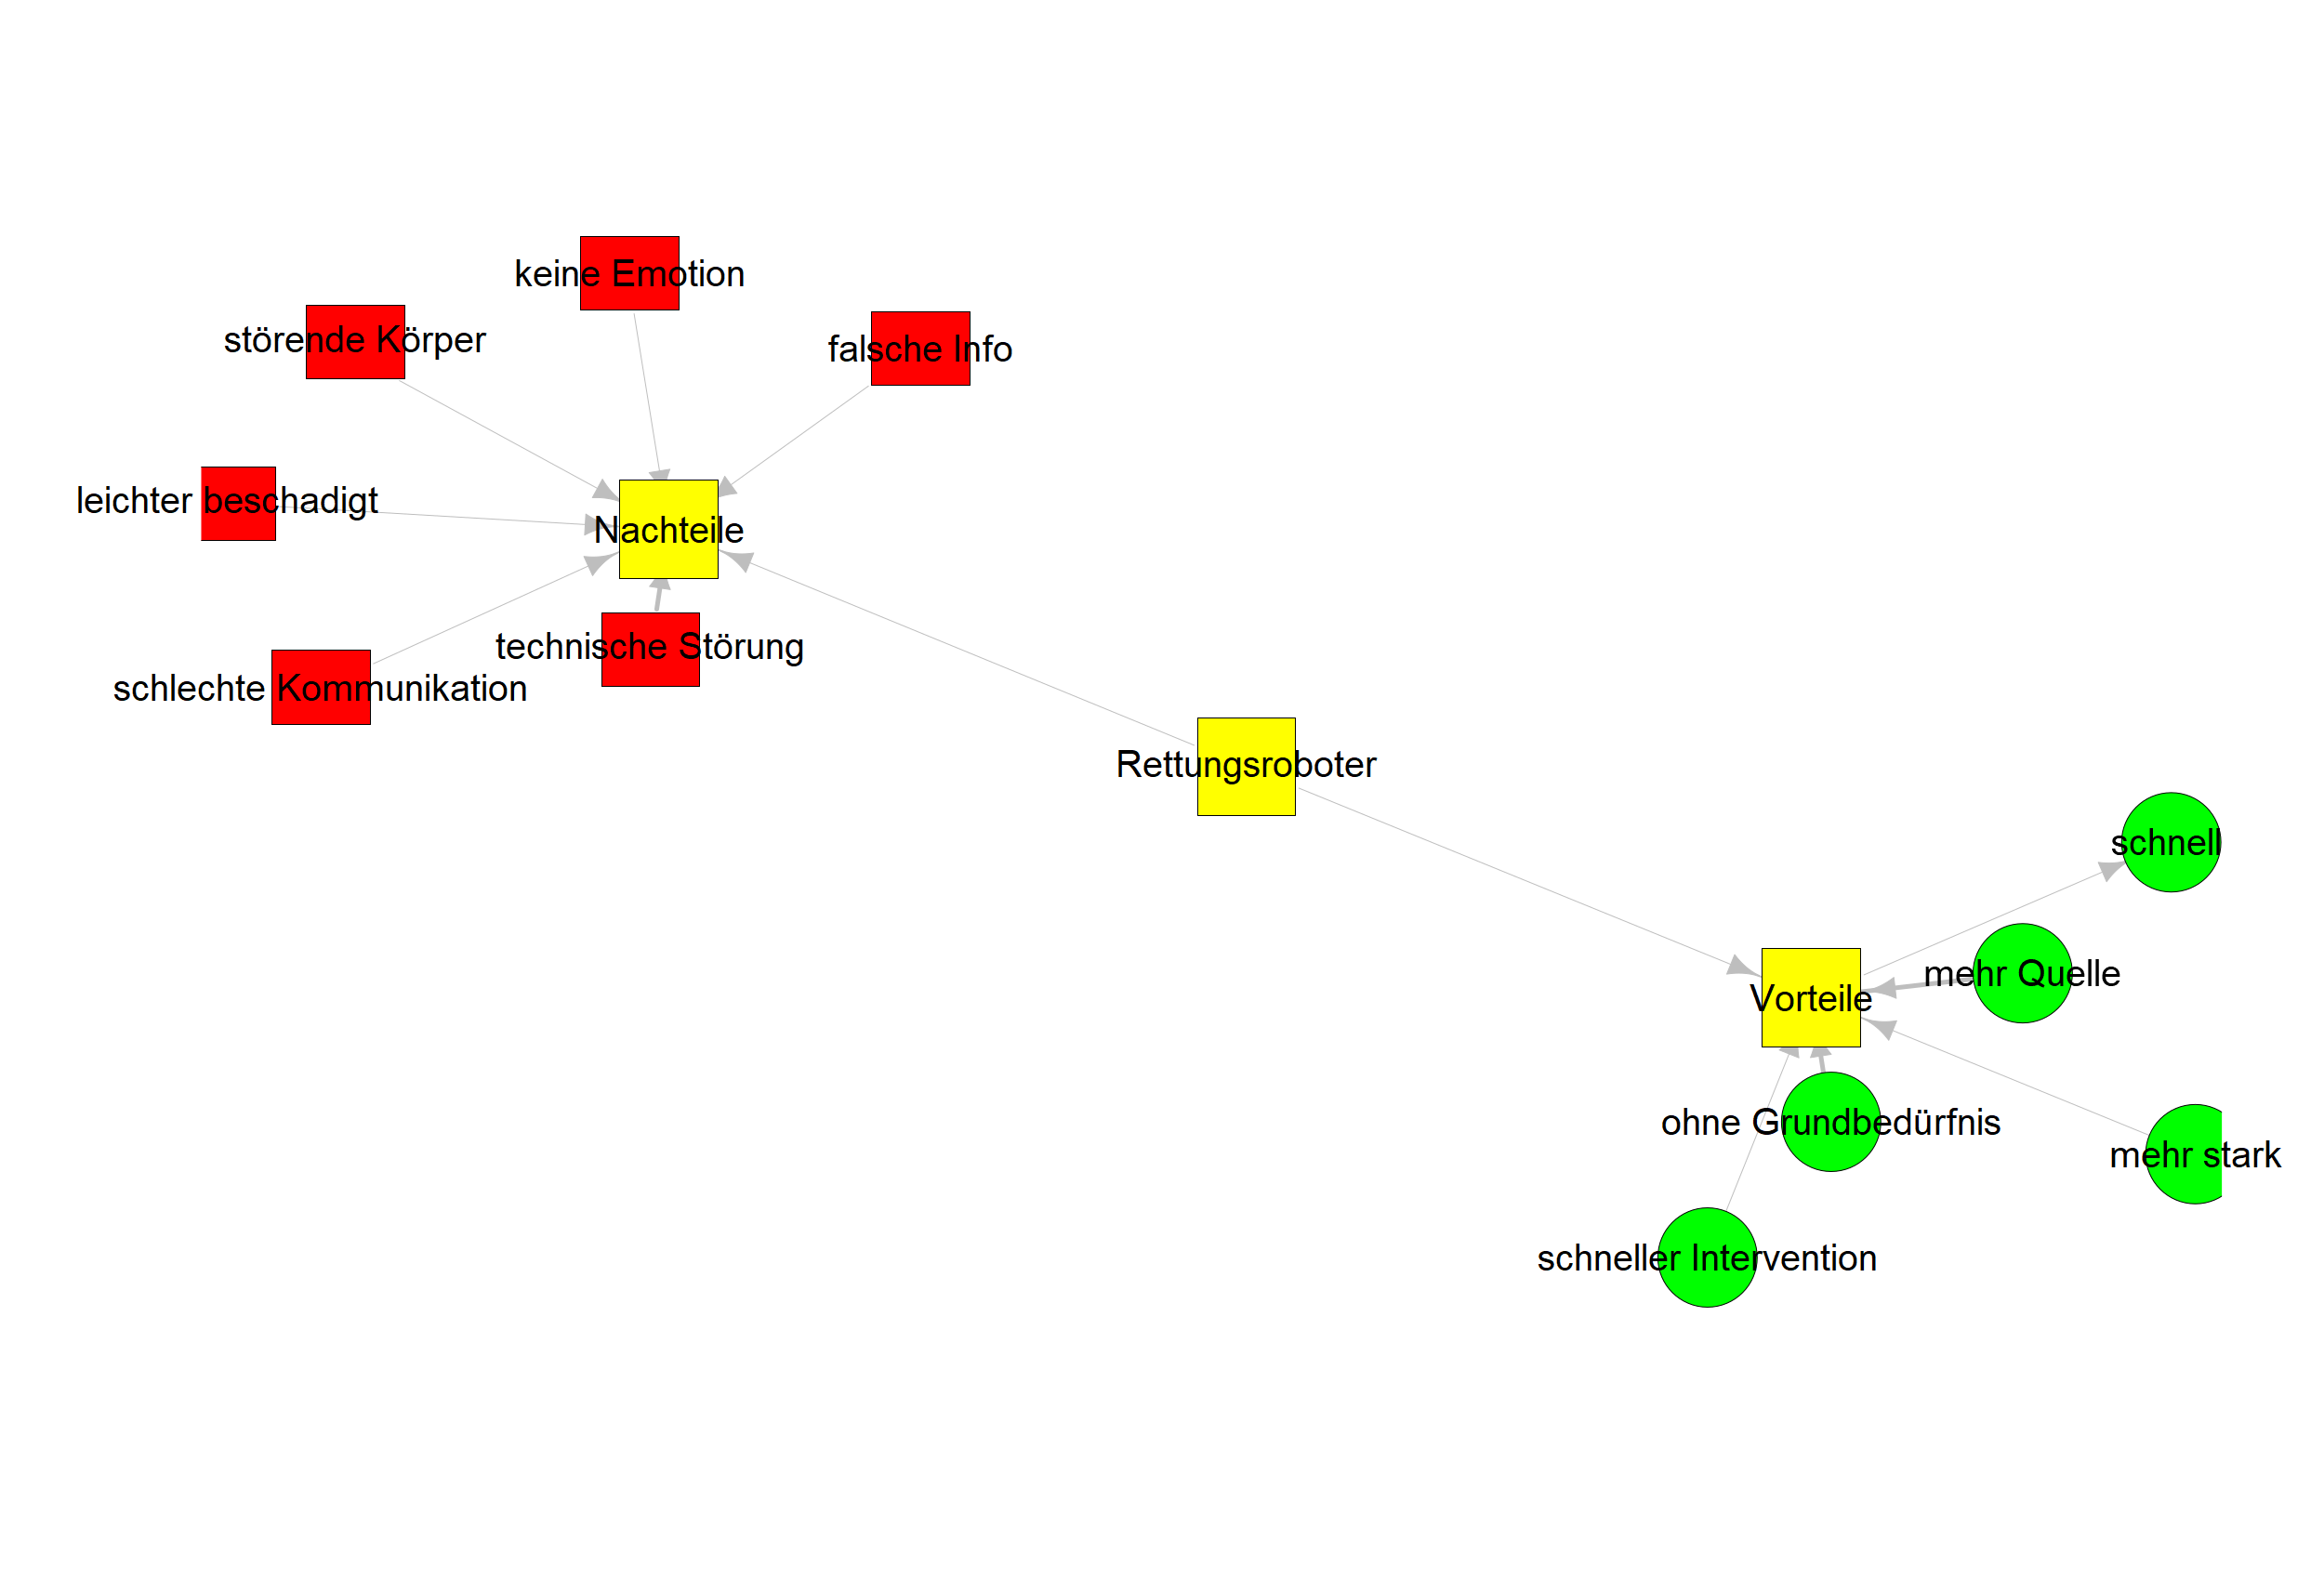 keine Emotion
störende Körper
falsche Info
leichter beschadigt
Nachteile
technische Störung
schlechte Kommunikation
Rettungsroboter
schnell
mehr Quelle
Vorteile
ohne Grundbedürfnis
mehr stark
schneller Intervention